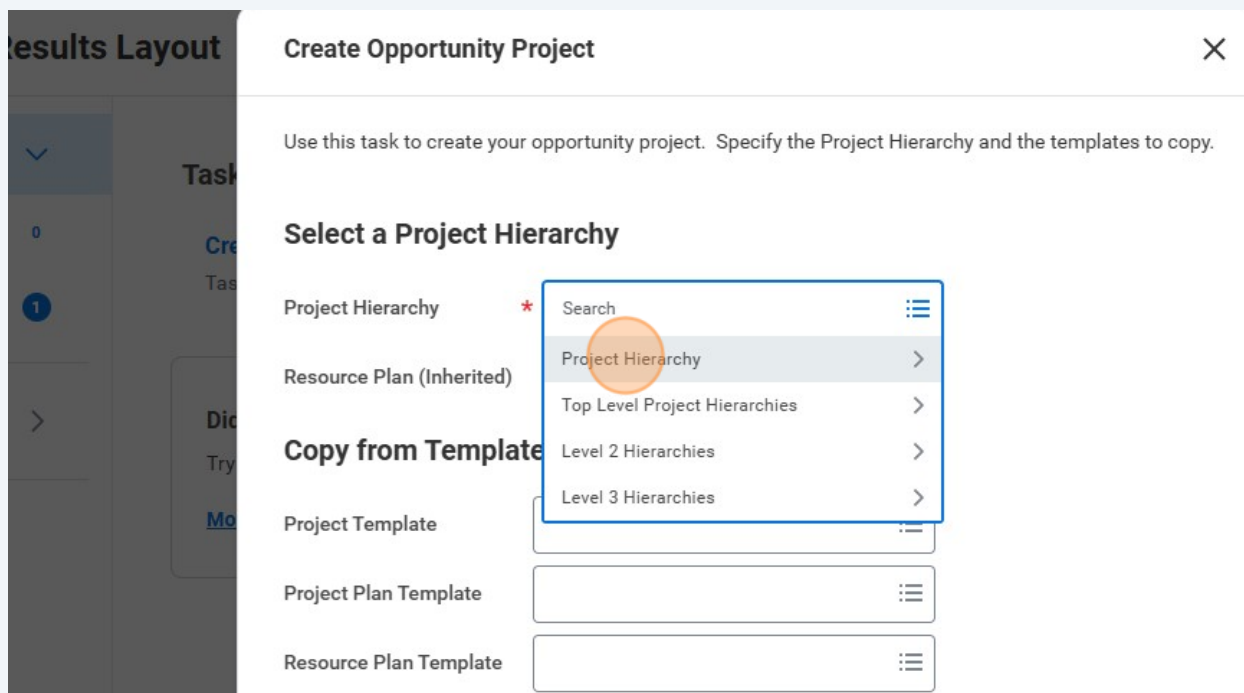 Results Layout
Create Opportunity Project
Use this task to create your opportunity project. Specify the Project Hierarchy and the templates to copy.
Task
0
Select a Project Hierarchy
Cre
Tas
1
Project Hierarchy * Search
Project Hierarchy
Resource Plan (Inherited)
Top Level Project Hierarchies
Dic
Copy from Template
Level 2 Hierarchies
Try
Level 3 Hierarchies
Mo
Project Template
Project Plan Template
Resource Plan Template